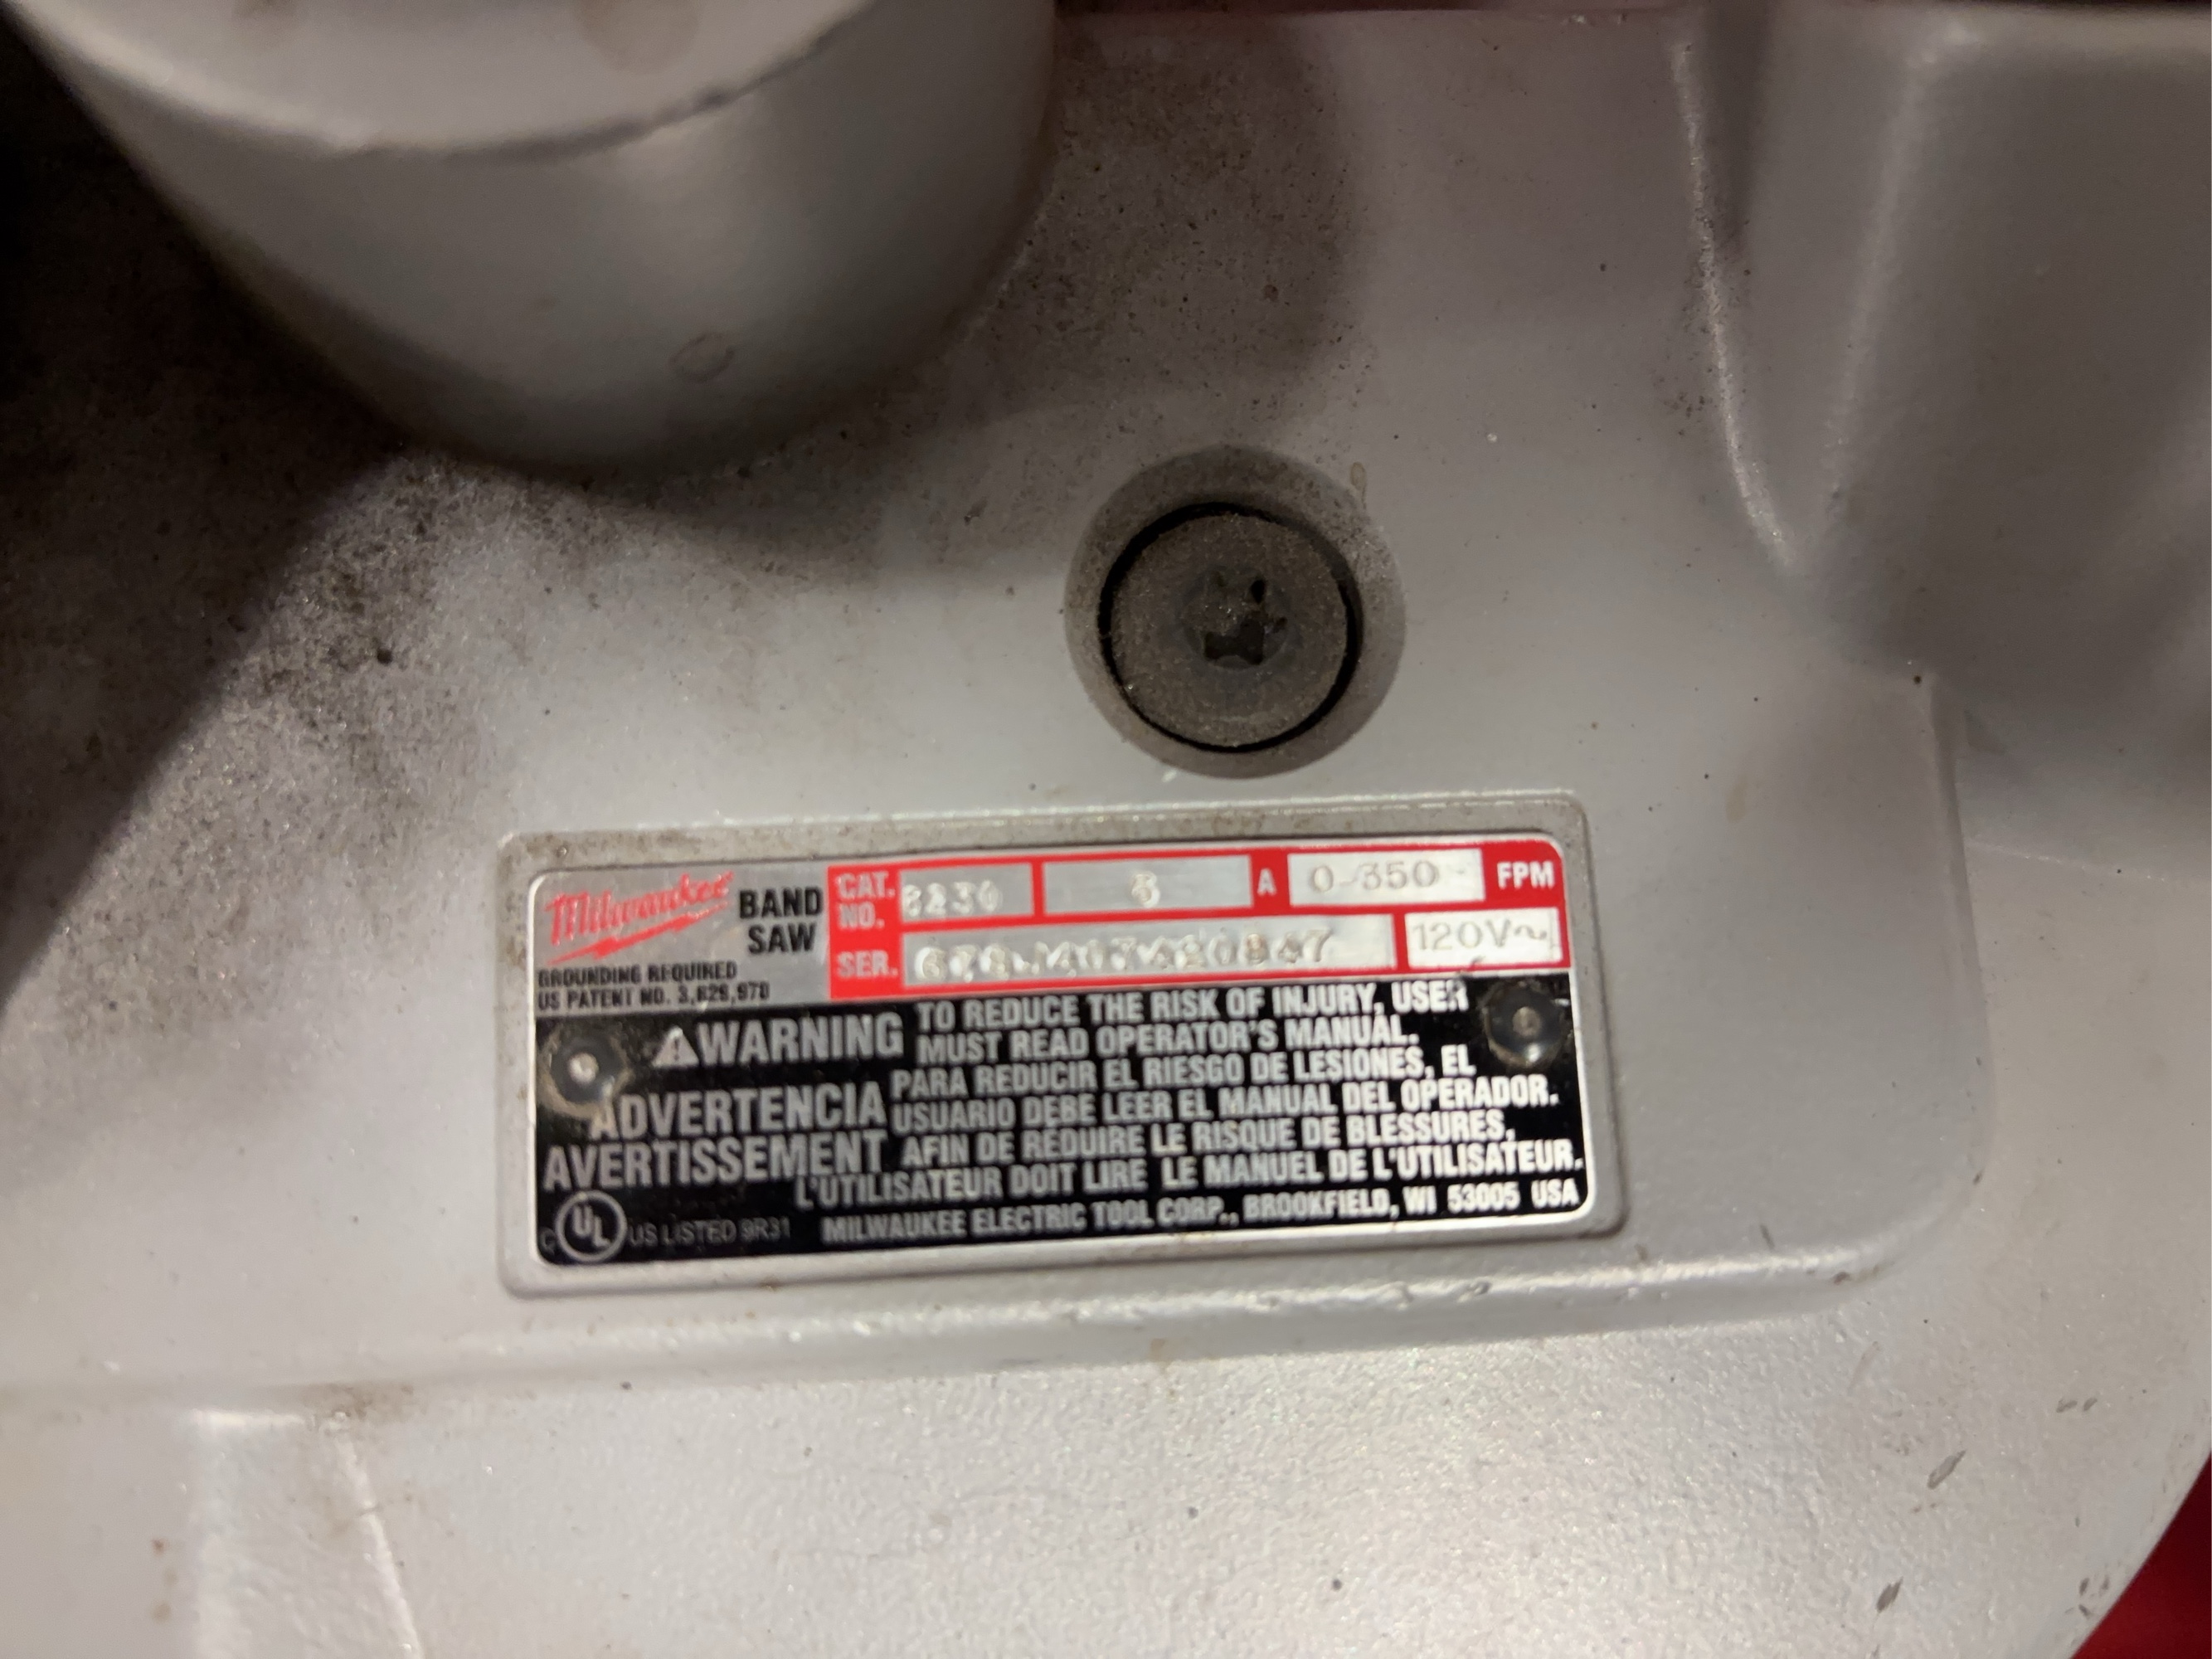 Milwaukee BAND SAW
CAT. NO. 6230 6 A 0-350 FPM
SER. 120V~
GROUNDING REQUIRED
US PATENT NO. 3,829,970
WARNING TO REDUCE THE RISK OF INJURY, USER
MUST READ OPERATOR'S MANUAL.
ADVERTENCIA PARA REDUCIR EL RIESGO DE LESIONES, EL
USUARIO DEBE LEER EL MANUAL DEL OPERADOR.
AVERTISSEMENT AFIN DE RÉDUIRE LE RISQUE DE BLESSURES,
L'UTILISATEUR DOIT LIRE LE MANUEL DE L'UTILISATEUR.
C UL US LISTED 9R31 MILWAUKEE ELECTRIC TOOL CORP., BROOKFIELD, WI 53005 USA